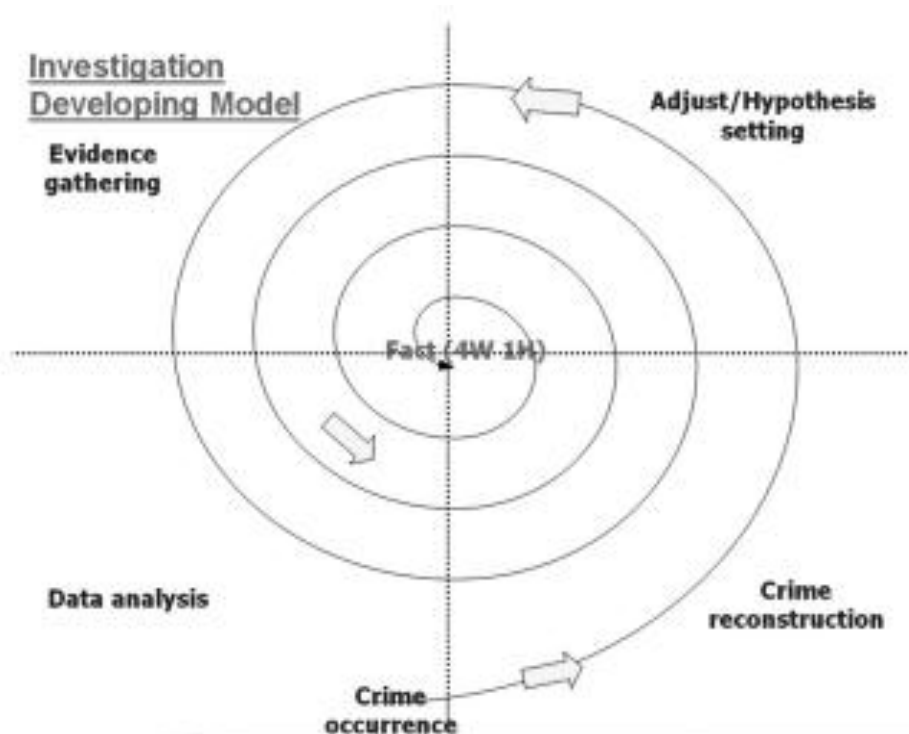 Investigation
Developing Model
Adjust/Hypothesis
setting
Evidence
gathering
Fact (4W 1H)
Data analysis
Crime
reconstruction
Crime
occurrence